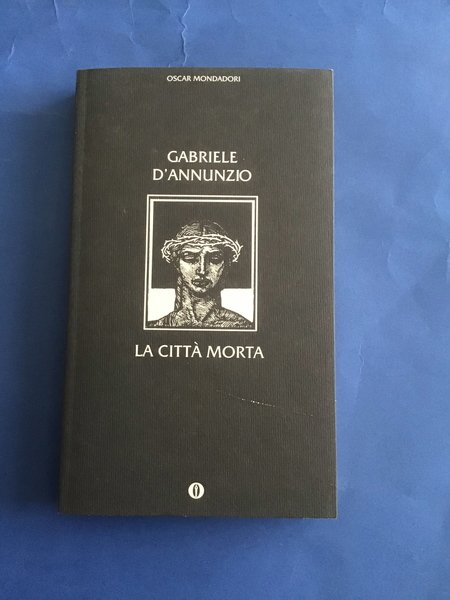 OSCAR MONDADORI
GABRIELE
D'ANNUNZIO
LA CITTÀ MORTA